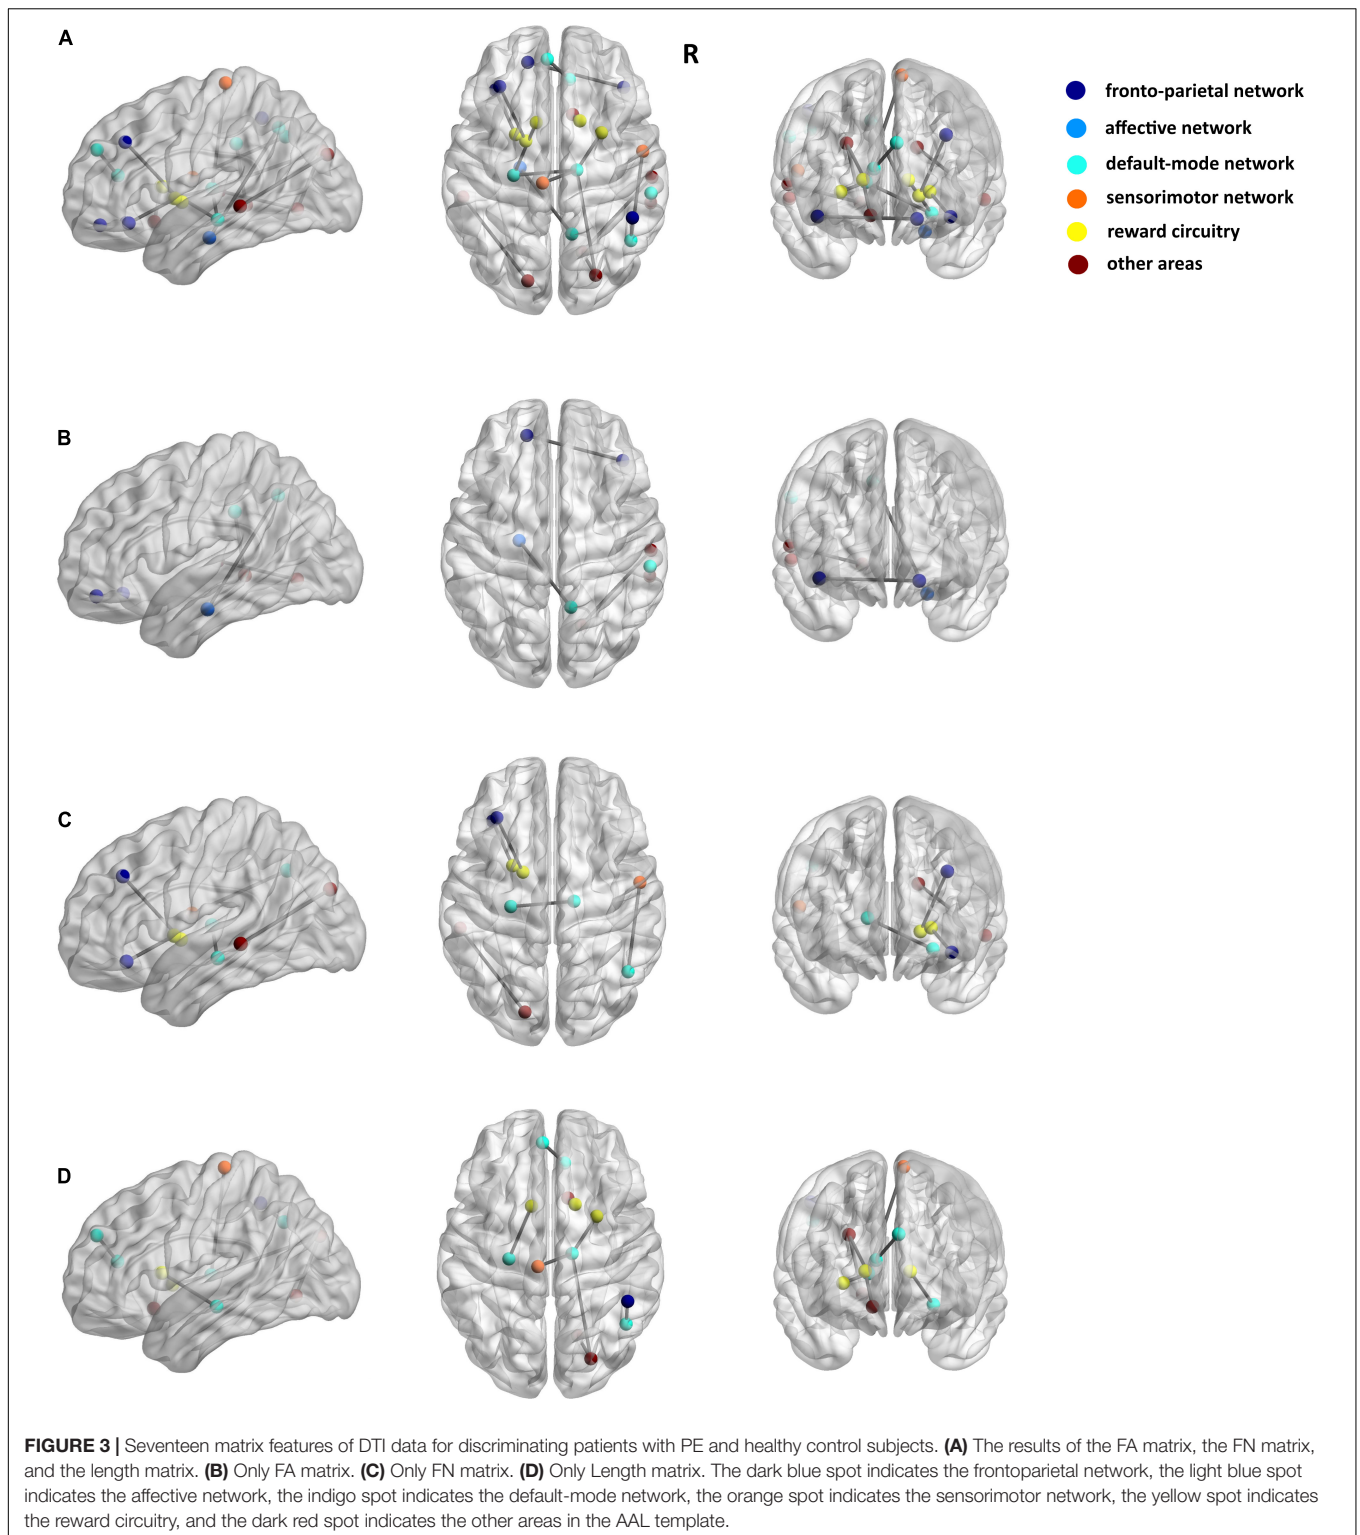 A
R
fronto-parietal network
affective network
default-mode network
sensorimotor network
reward circuitry
other areas
B
C
D
FIGURE 3 | Seventeen matrix features of DTI data for discriminating patients with PE and healthy control subjects. (A) The results of the FA matrix, the FN matrix,
and the length matrix. (B) Only FA matrix. (C) Only FN matrix. (D) Only Length matrix. The dark blue spot indicates the frontoparietal network, the light blue spot
indicates the affective network, the indigo spot indicates the default-mode network, the orange spot indicates the sensorimotor network, the yellow spot indicates
the reward circuitry, and the dark red spot indicates the other areas in the AAL template.